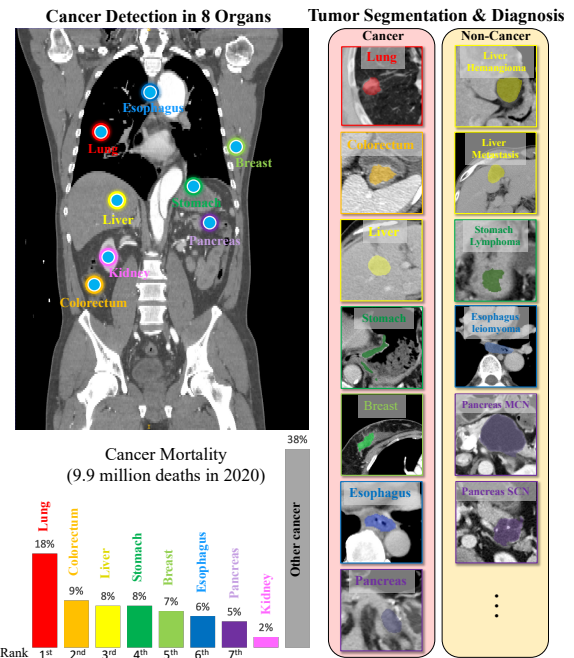 Cancer Detection in 8 Organs
Esophagus
Lung
Breast
Stomach
Liver
Pancreas
Kidney
Colorectum
Cancer Mortality
(9.9 million deaths in 2020)
Lung
18%
Colorectum
9%
Liver
8%
Stomach
8%
Breast
7%
Esophagus
6%
Pancreas
5%
Kidney
2%
38%
Other cancer
Rank 1st 2nd 3rd 4th 5th 6th 7th
Tumor Segmentation & Diagnosis
Cancer
Lung
Colorectum
Liver
Stomach
Breast
Esophagus
Pancreas
Non-Cancer
Liver
Hemangioma
Liver
Metastasis
Stomach
Lymphoma
Esophagus
leiomyoma
Pancreas MCN
Pancreas SCN